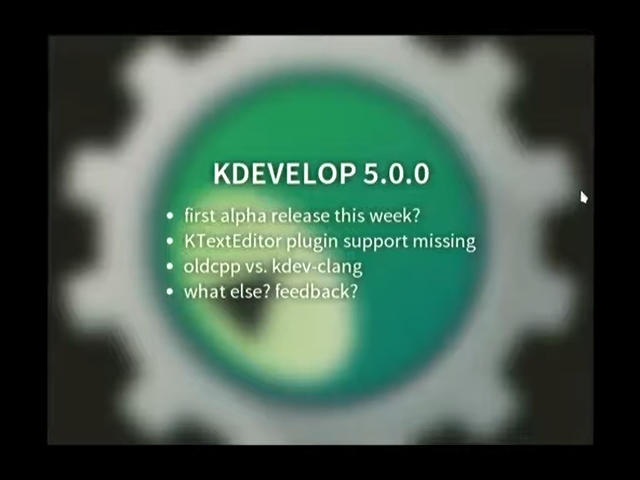 KDEVELOP 5.0.0
• first alpha release this week?
• KTextEditor plugin support missing
• oldcpp vs. kdev-clang
• what else? feedback?